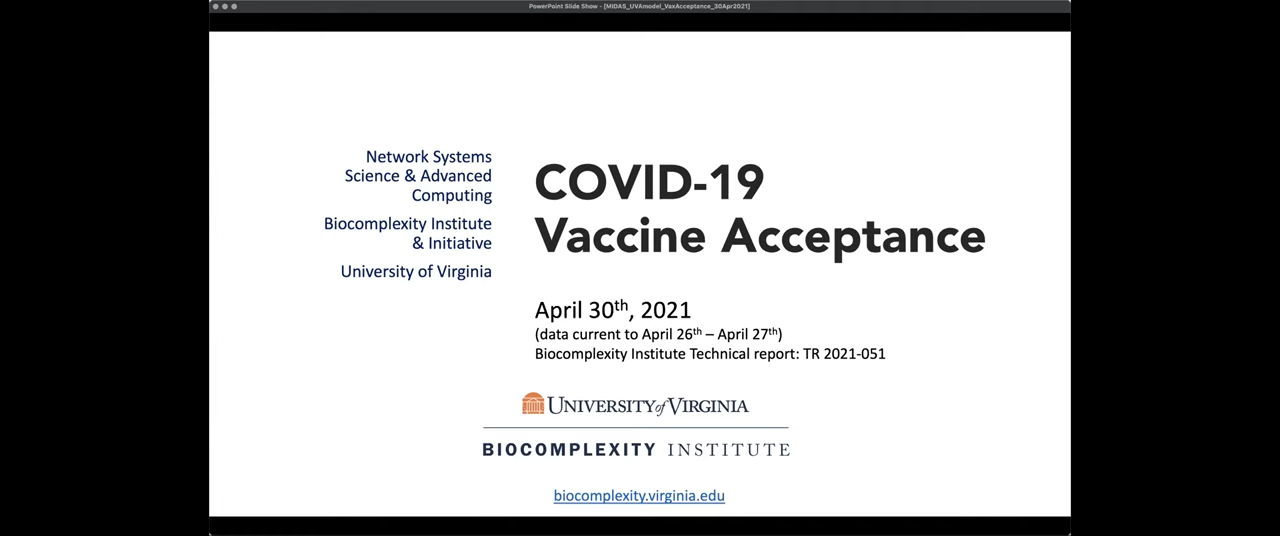 PowerPoint Slide Show - [MIDAS_UVAmodel_VaxAcceptance_30Apr2021]
Network Systems
Science & Advanced
Computing
Biocomplexity Institute
& Initiative
University of Virginia
COVID-19
Vaccine Acceptance
April 30th, 2021
(data current to April 26th – April 27th)
Biocomplexity Institute Technical report: TR 2021-051
UNIVERSITY of VIRGINIA
BIOCOMPLEXITY INSTITUTE
biocomplexity.virginia.edu